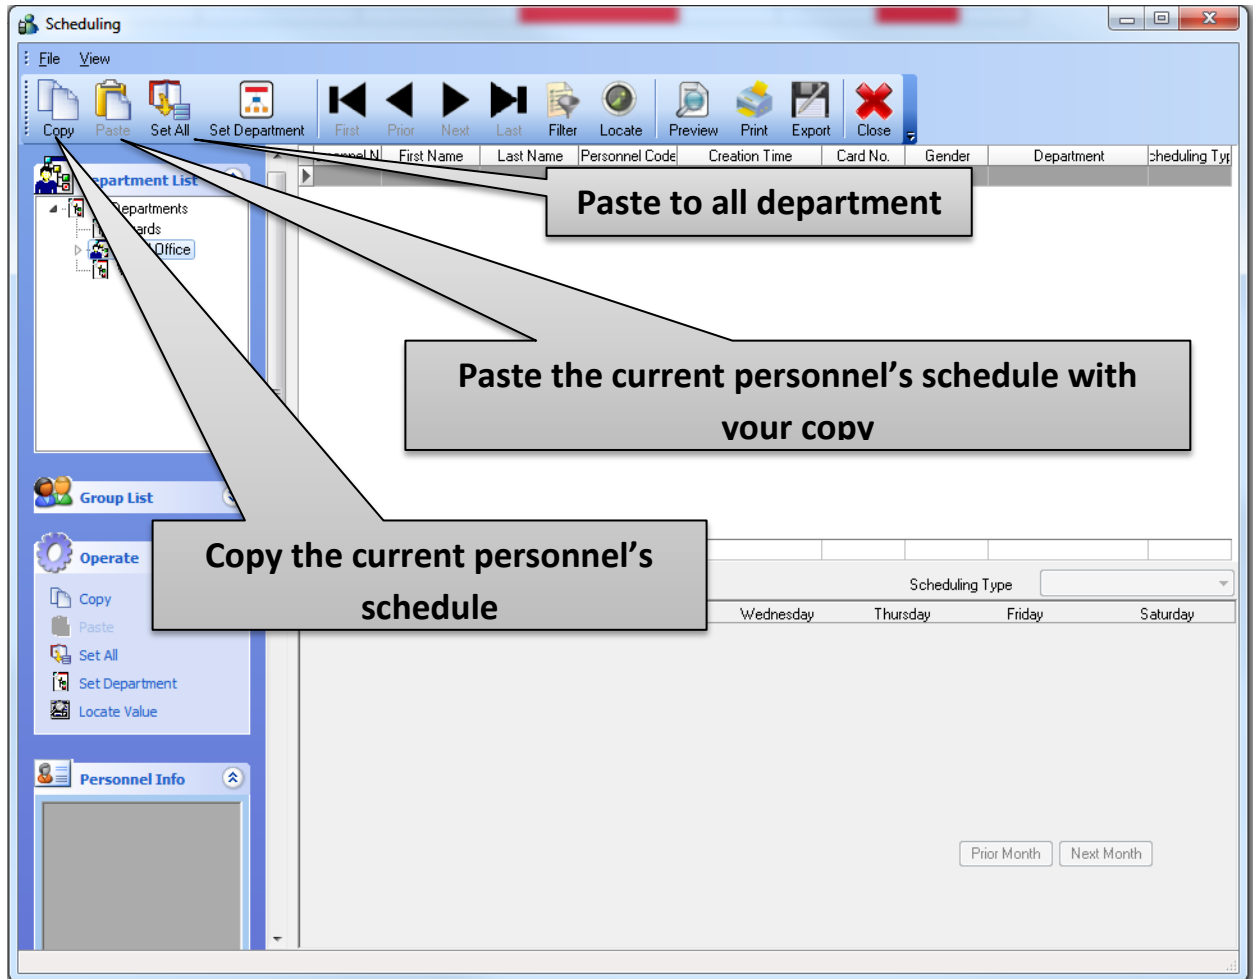 Scheduling
File View
Copy Paste Set All Set Department First Prior Next Last Filter Locate Preview Print Export Close
First Name Last Name Personnel Code Creation Time Card No. Gender Department
Department List
Paste to all department
Departments
Office
Paste the current personnel’s schedule with
your copy
Group List
Copy the current personnel’s
schedule
Operate
Scheduling Type
Copy
Wednesday Thursday Friday Saturday
Paste
Set All
Set Department
Locate Value
Personnel Info
Prior Month Next Month